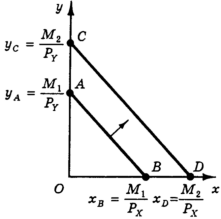 y
y_C = M_2/P_Y
C
y_A = M_1/P_Y
A
B
D
O
x
x_B = M_1/P_X
x_D = M_2/P_X